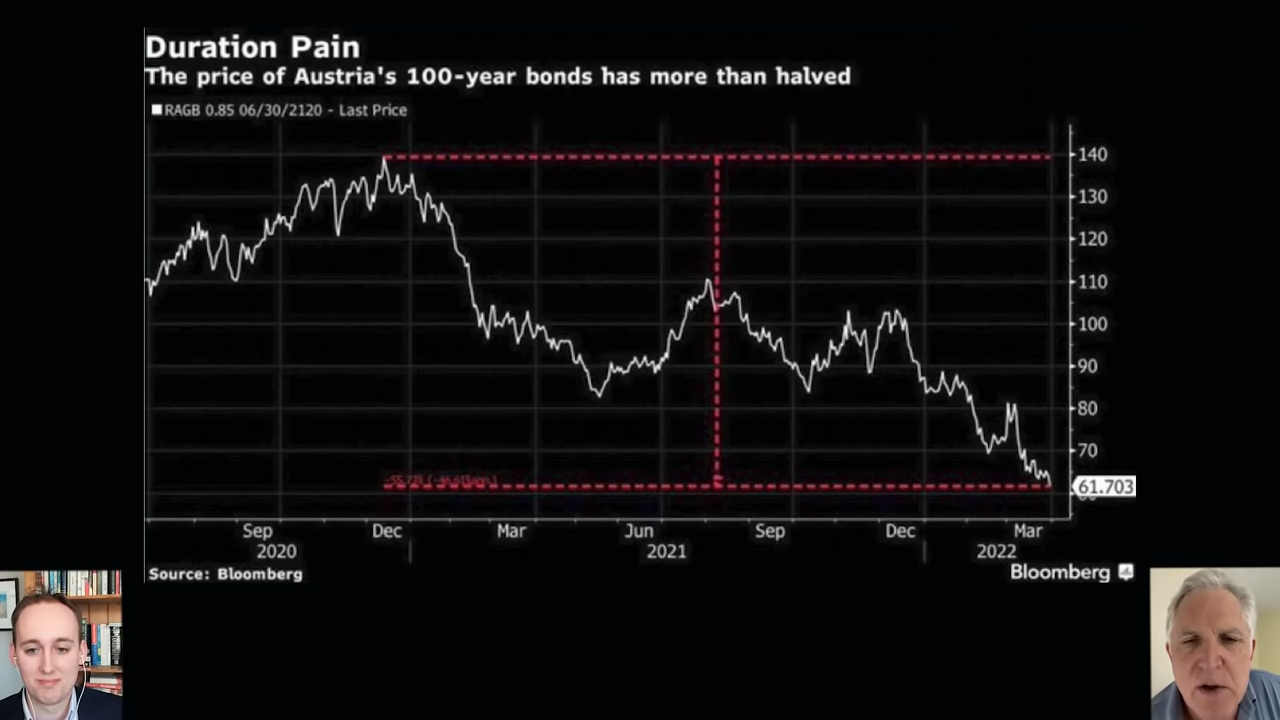 Duration Pain
The price of Austria's 100-year bonds has more than halved
RAGB 0.85 06/30/2120 - Last Price
140
130
120
110
100
90
80
70
61.703
Sep Dec Mar Jun Sep Dec Mar
2020 2021 2022
Source: Bloomberg
Bloomberg